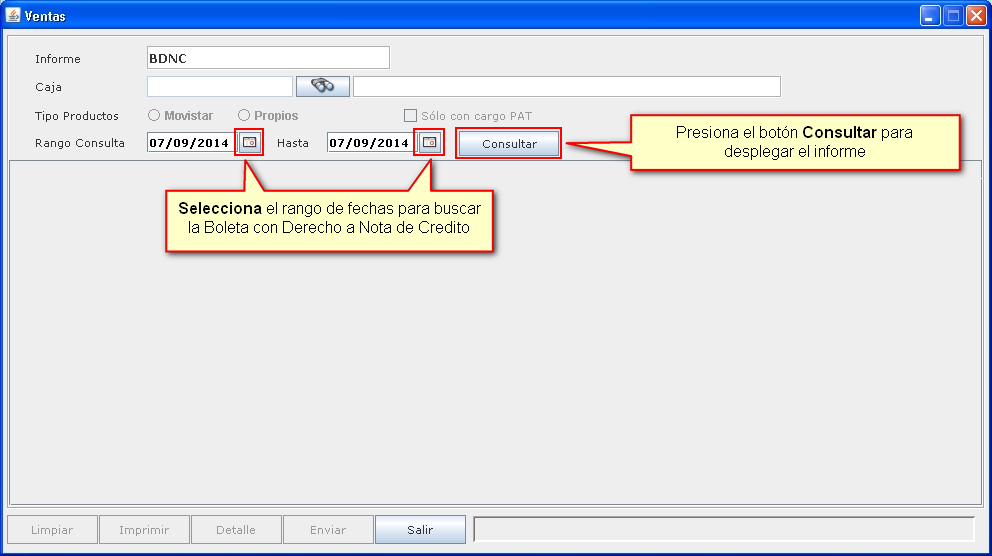 Ventas
Informe BDNC
Caja
Tipo Productos Movistar Propios Sólo con cargo PAT
Rango Consulta 07/09/2014 Hasta 07/09/2014 Consultar
Presiona el botón Consultar para
desplegar el informe
Selecciona el rango de fechas para buscar
la Boleta con Derecho a Nota de Credito
Limpiar Imprimir Detalle Enviar Salir